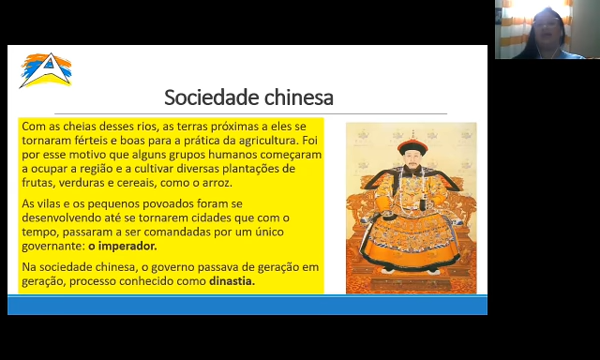 Sociedade chinesa
Com as cheias desses rios, as terras próximas a eles se
tornaram férteis e boas para a prática da agricultura. Foi
por esse motivo que alguns grupos humanos começaram
a ocupar a região e a cultivar diversas plantações de
frutas, verduras e cereais, como o arroz.
As vilas e os pequenos povoados foram se
desenvolvendo até se tornarem cidades que com o
tempo, passaram a ser comandadas por um único
governante: o imperador.
Na sociedade chinesa, o governo passava de geração em
geração, processo conhecido como dinastia.